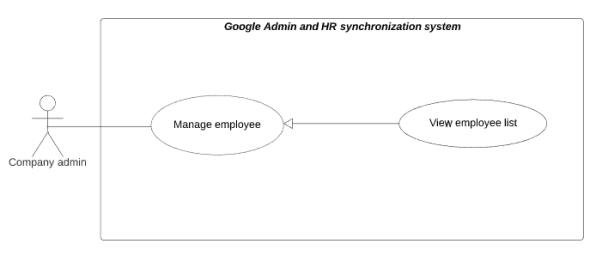 Google Admin and HR synchronization system
Manage employee
View employee list
Company admin